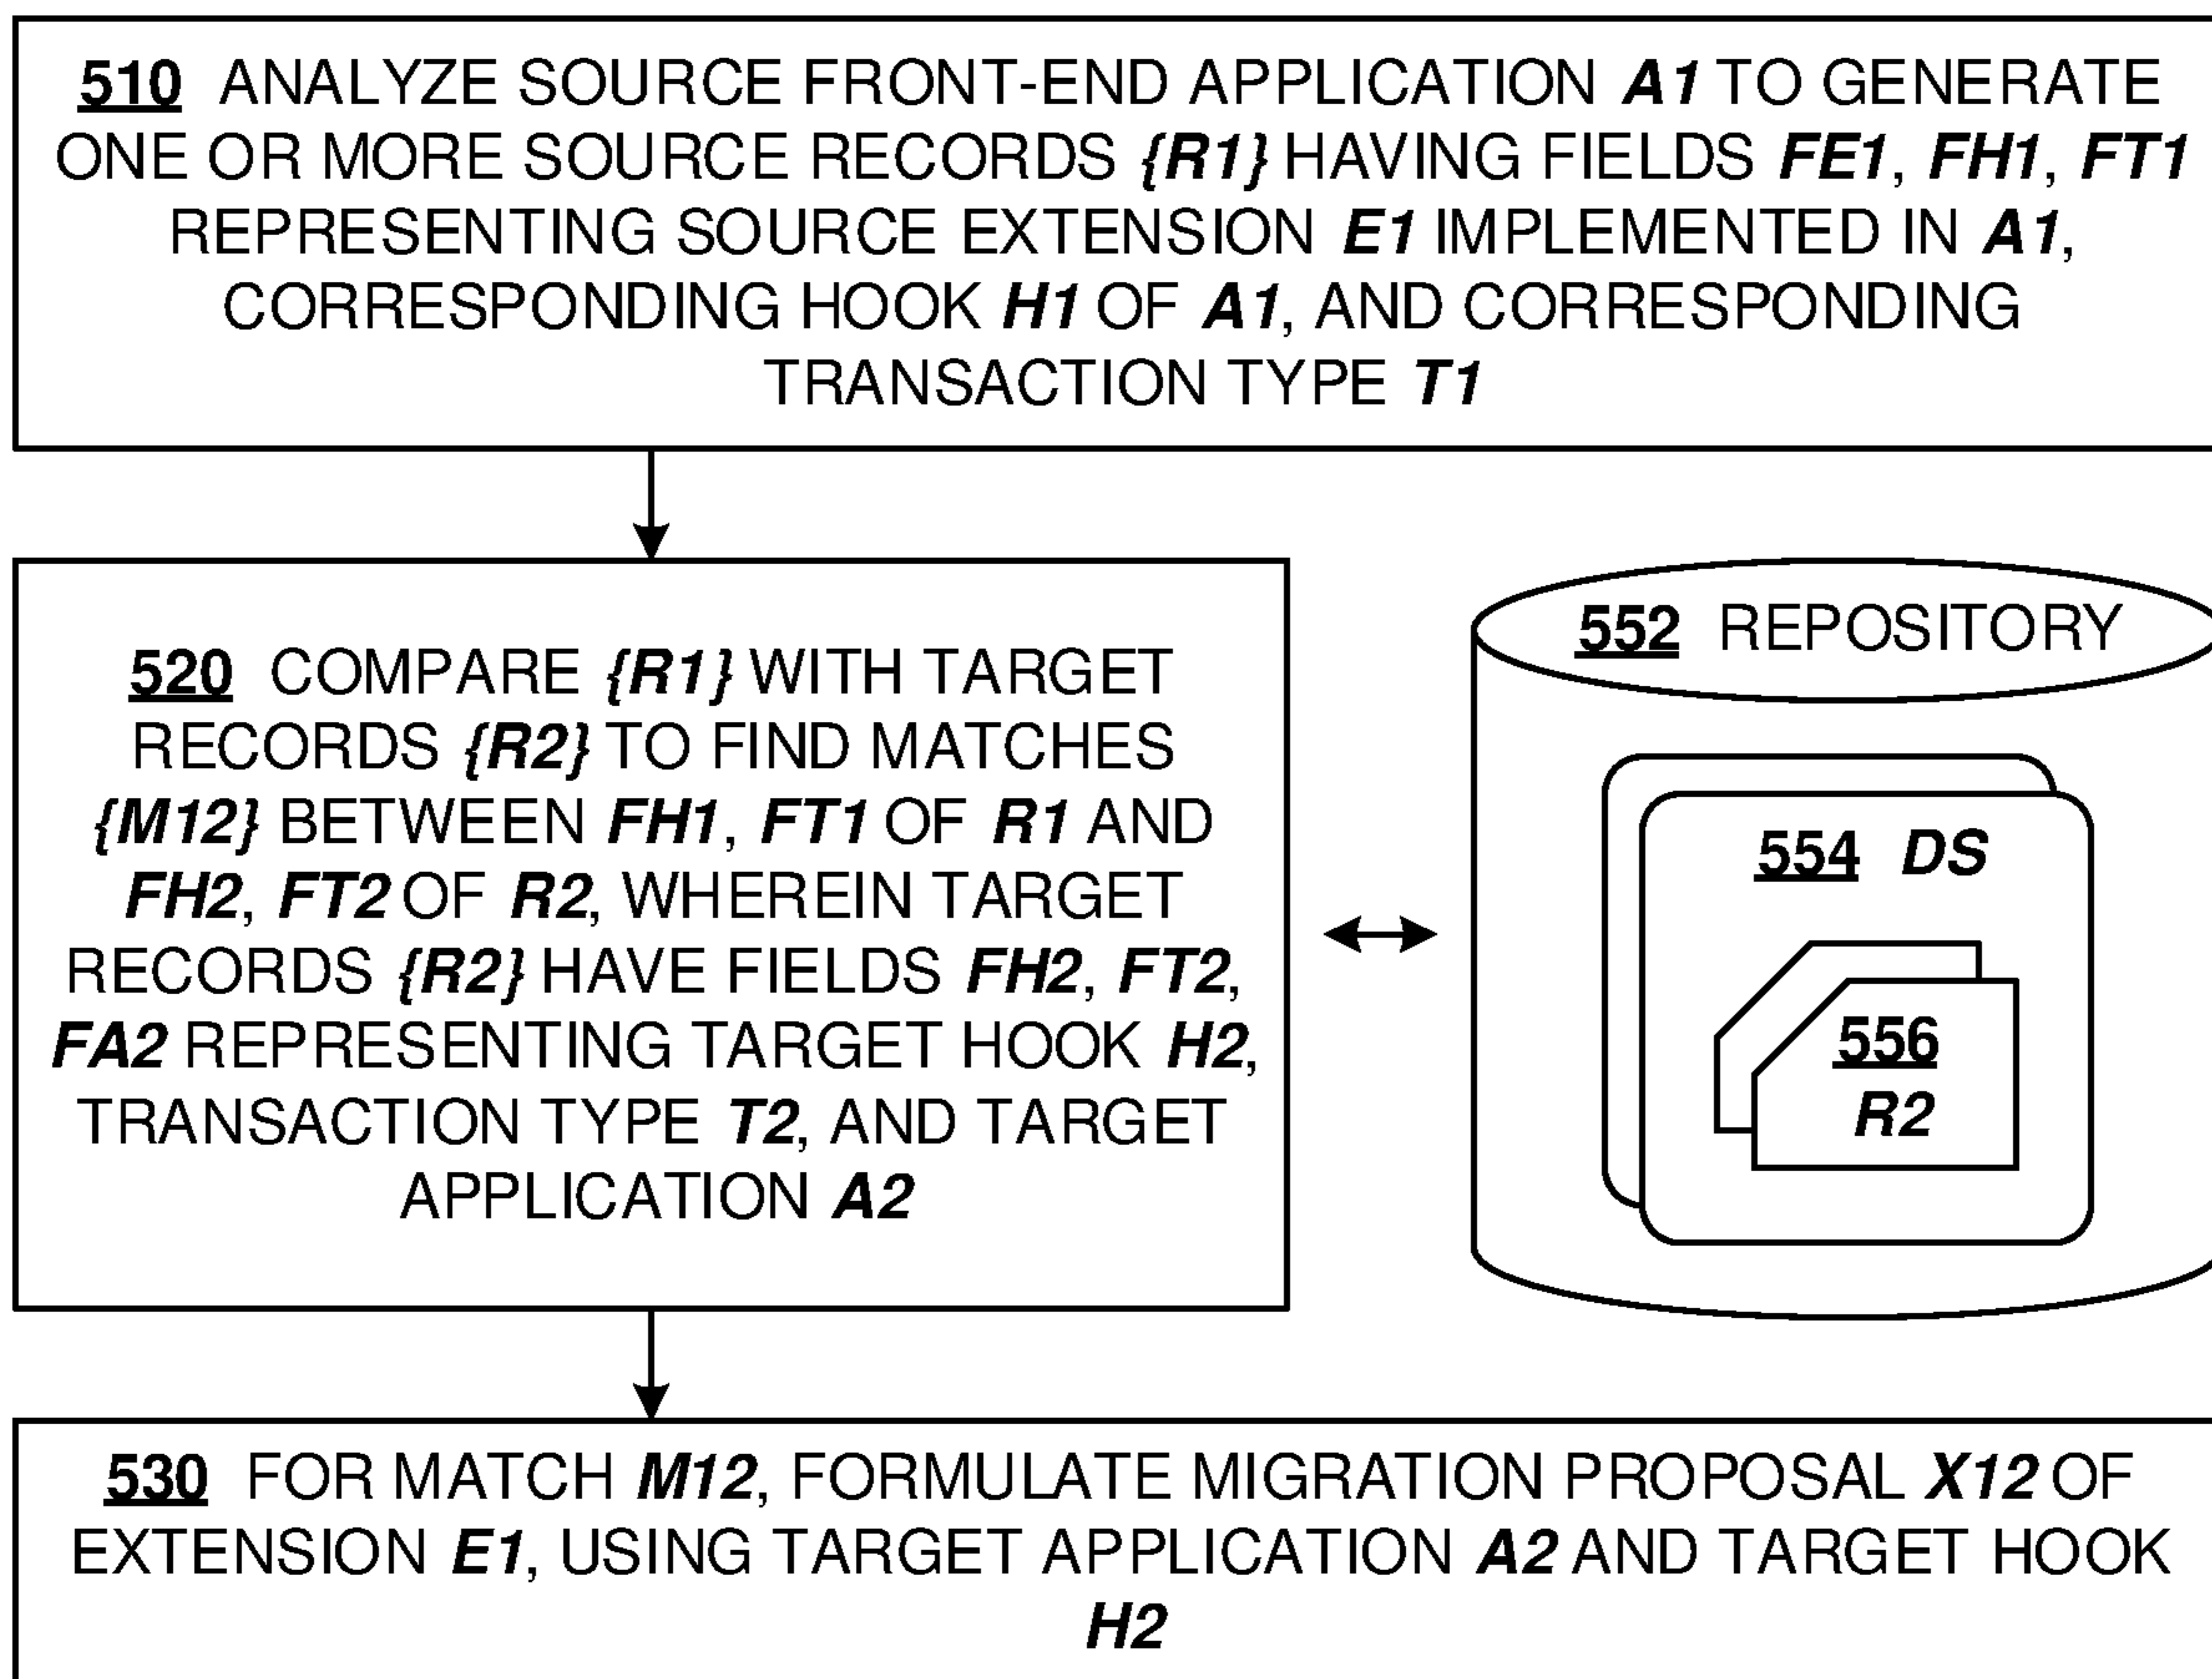 510 ANALYZE SOURCE FRONT-END APPLICATION A1 TO GENERATE
ONE OR MORE SOURCE RECORDS {R1} HAVING FIELDS FE1, FH1, FT1
REPRESENTING SOURCE EXTENSION E1 IMPLEMENTED IN A1,
CORRESPONDING HOOK H1 OF A1, AND CORRESPONDING
TRANSACTION TYPE T1
520 COMPARE {R1} WITH TARGET
RECORDS {R2} TO FIND MATCHES
{M12} BETWEEN FH1, FT1 OF R1 AND
FH2, FT2 OF R2, WHEREIN TARGET
RECORDS {R2} HAVE FIELDS FH2, FT2,
FA2 REPRESENTING TARGET HOOK H2,
TRANSACTION TYPE T2, AND TARGET
APPLICATION A2
552 REPOSITORY
554 DS
556
R2
530 FOR MATCH M12, FORMULATE MIGRATION PROPOSAL X12 OF
EXTENSION E1, USING TARGET APPLICATION A2 AND TARGET HOOK
H2